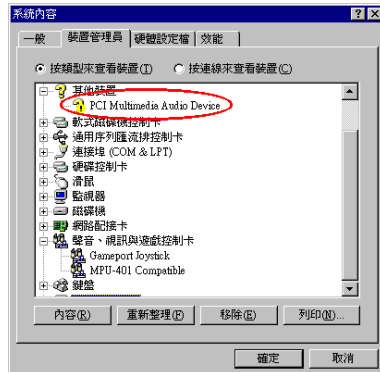 系統內容
一般 裝置管理員 硬體設定檔 效能
按類型來查看裝置(T) 按連線來查看裝置(C)
其他裝置
PCI Multimedia Audio Device
軟式磁碟機控制卡
通用序列匯流排控制卡
連接埠 (COM & LPT)
硬碟控制卡
滑鼠
監視器
磁碟機
網路配接卡
聲音、視訊與遊戲控制卡
Gameport Joystick
MPU-401 Compatible
鍵盤
內容(R) 重新整理(F) 移除(E) 列印(N)...
確定 取消